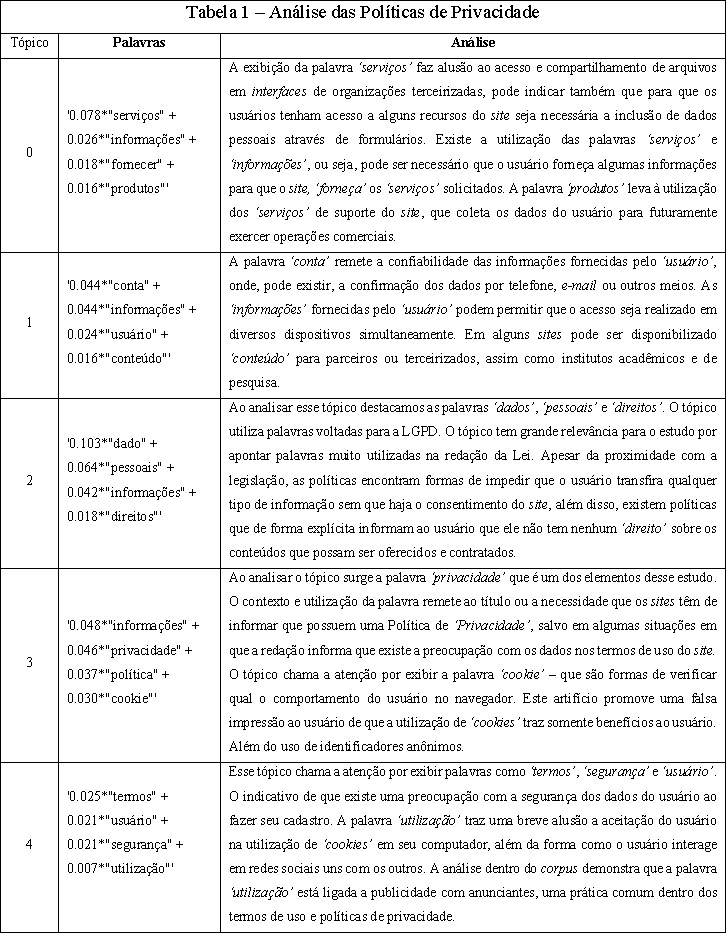 Tabela 1 – Análise das Políticas de Privacidade
Tópico
Palavras
Análise
0
'0.078*"serviços" +
0.026*"informações" +
0.018*"fornecer" +
0.016*"produtos"'
A exibição da palavra ‘serviços’ faz alusão ao acesso e compartilhamento de arquivos
em interfaces de organizações terceirizadas, pode indicar também que para que os
usuários tenham acesso a alguns recursos do site seja necessária a inclusão de dados
pessoais através de formulários. Existe a utilização das palavras ‘serviços’ e
‘informações’, ou seja, pode ser necessário que o usuário forneça algumas informações
para que o site, ‘forneça’ os ‘serviços’ solicitados. A palavra ‘produtos’ leva à utilização
dos ‘serviços’ de suporte do site, que coleta os dados do usuário para futuramente
exercer operações comerciais.
1
'0.044*"conta" +
0.044*"informações" +
0.024*"usuário" +
0.016*"conteúdo"'
A palavra ‘conta’ remete a confiabilidade das informações fornecidas pelo ‘usuário’,
onde, pode existir, a confirmação dos dados por telefone, e-mail ou outros meios. As
‘informações’ fornecidas pelo ‘usuário’ podem permitir que o acesso seja realizado em
diversos dispositivos simultaneamente. Em alguns sites pode ser disponibilizado
‘conteúdo’ para parceiros ou terceirizados, assim como institutos acadêmicos e de
pesquisa.
2
'0.103*"dado" +
0.064*"pessoais" +
0.042*"informações" +
0.018*"direitos"'
Ao analisar esse tópico destacamos as palavras ‘dados’, ‘pessoais’ e ‘direitos’. O tópico
utiliza palavras voltadas para a LGPD. O tópico tem grande relevância para o estudo por
apontar palavras muito utilizadas na redação da Lei. Apesar da proximidade com a
legislação, as políticas encontram formas de impedir que o usuário transfira qualquer
tipo de informação sem que haja o consentimento do site, além disso, existem políticas
que de forma explícita informam ao usuário que ele não tem nenhum ‘direito’ sobre os
conteúdos que possam ser oferecidos e contratados.
3
'0.048*"informações" +
0.046*"privacidade" +
0.037*"política" +
0.030*"cookie"'
Ao analisar o tópico surge a palavra ‘privacidade’ que é um dos elementos desse estudo.
O contexto e utilização da palavra remete ao título ou a necessidade que os sites têm de
informar que possuem uma Política de ‘Privacidade’, salvo em algumas situações em
que a redação informa que existe a preocupação com os dados nos termos de uso do site.
O tópico chama a atenção por exibir a palavra ‘cookie’ – que são formas de verificar
qual o comportamento do usuário no navegador. Este artifício promove uma falsa
impressão ao usuário de que a utilização de ‘cookies’ traz somente benefícios ao usuário.
Além do uso de identificadores anônimos.
4
'0.025*"termos" +
0.021*"usuário" +
0.021*"segurança" +
0.007*"utilização"'
Esse tópico chama a atenção por exibir palavras como ‘termos’, ‘segurança’ e ‘usuário’.
O indicativo de que existe uma preocupação com a segurança dos dados do usuário ao
fazer seu cadastro. A palavra ‘utilização’ traz uma breve alusão a aceitação do usuário
na utilização de ‘cookies’ em seu computador, além da forma como o usuário interage
em redes sociais uns com os outros. A análise dentro do corpus demonstra que a palavra
‘utilização’ está ligada a publicidade com anunciantes, uma prática comum dentro dos
termos de uso e políticas de privacidade.